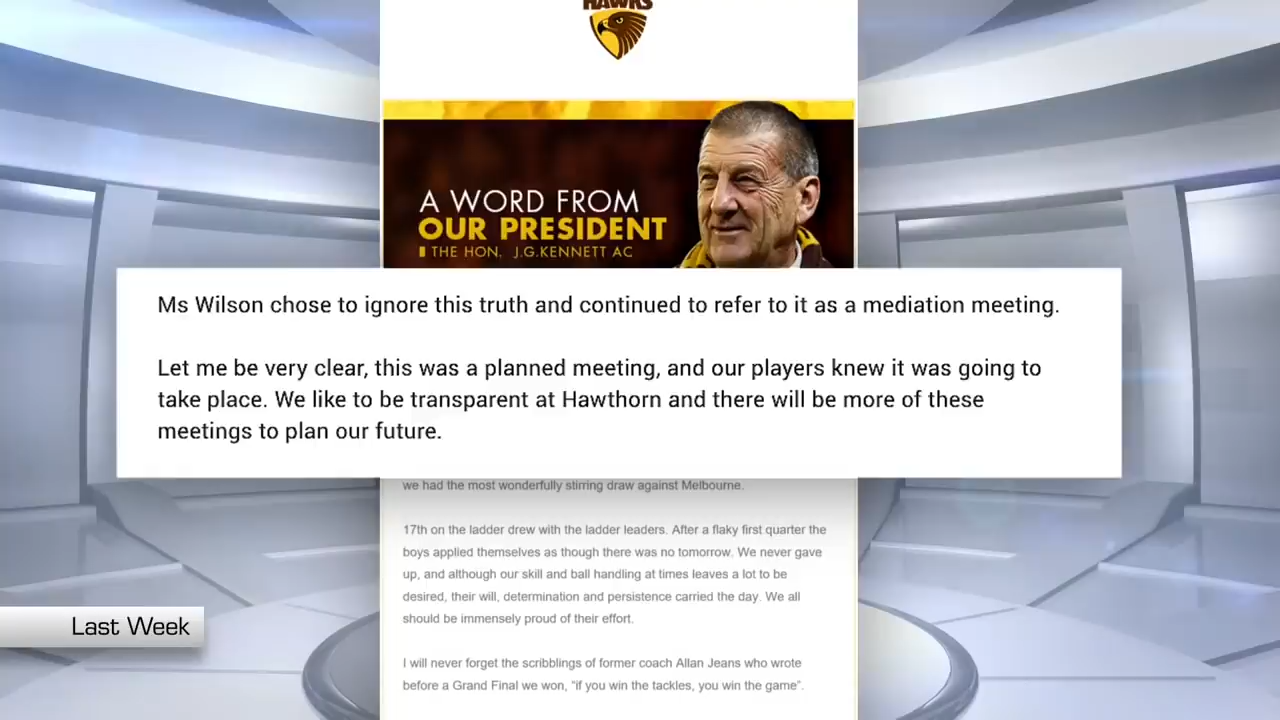 HAWKS
A WORD FROM
OUR PRESIDENT
THE HON. J.G.KENNETT AC
Ms Wilson chose to ignore this truth and continued to refer to it as a mediation meeting.
Let me be very clear, this was a planned meeting, and our players knew it was going to
take place. We like to be transparent at Hawthorn and there will be more of these
meetings to plan our future.
we had the most wonderfully stirring draw against Melbourne.
17th on the ladder drew with the ladder leaders. After a flaky first quarter the
boys applied themselves as though there was no tomorrow. We never gave
up, and although our skill and ball handling at times leaves a lot to be
desired, their will, determination and persistence carried the day. We all
should be immensely proud of their effort.
I will never forget the scribblings of former coach Allan Jeans who wrote
before a Grand Final we won, “if you win the tackles, you win the game”.
Last Week